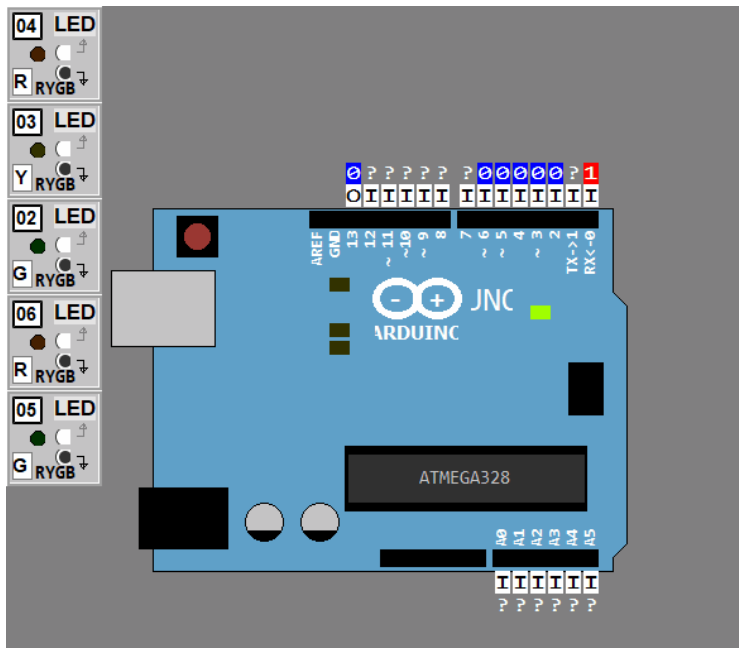 04 LED
R RYGB
03 LED
Y RYGB
02 LED
G RYGB
06 LED
R RYGB
05 LED
G RYGB
0 ? ? ? ? ? ? 0 0 0 0 0 ? 1
O I I I I I I I I I I I I I
AREF GND 13 12 ~ 11 ~10 ~ 9 8 7 ~ 6 ~ 5 4 ~ 3 2 TX->1 RX<-0
- + JNO
ARDUINO
ATMEGA328
A0 A1 A2 A3 A4 A5
I I I I I I
? ? ? ? ? ?